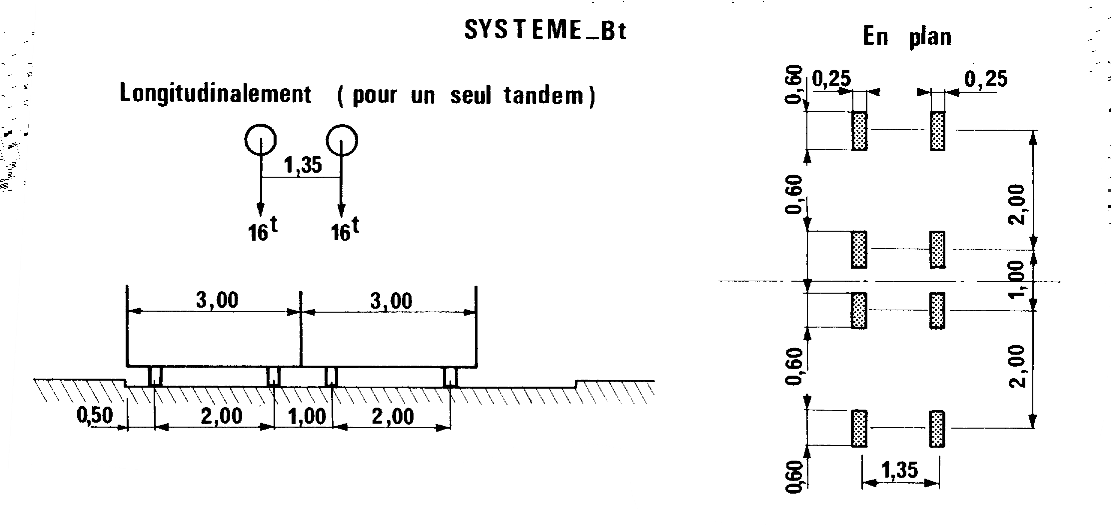 SYSTEME_Bt
En plan
Longitudinalement (pour un seul tandem)
1,35
16t 16t
3,00 3,00
0,50 2,00 1,00 2,00
0,60 0,25 0,25
0,60
2,00
1,00
0,60
2,00
0,60
1,35